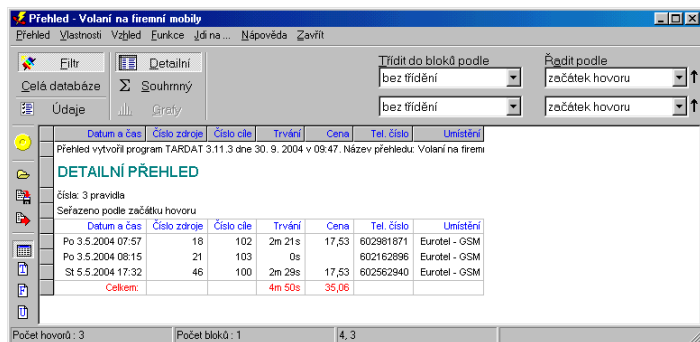 Přehled - Volaní na firemní mobily
Přehled Vlastnosti Vzhled Funkce Jdi na ... Nápověda Zavřít
Filtr Detailní Třídit do bloků podle Řadit podle
bez třídění začátek hovoru
Celá databáze Σ Souhrnný
Údaje Grafy bez třídění začátek hovoru
Datum a čas Číslo zdroje Číslo cíle Trvání Cena Tel. číslo Umístění
Přehled vytvořil program TARDAT 3.11.3 dne 30. 9. 2004 v 09:47. Název přehledu: Volaní na firemi
DETAILNÍ PŘEHLED
čísla: 3 pravidla
Seřazeno podle začátku hovoru
Datum a čas Číslo zdroje Číslo cíle Trvání Cena Tel. číslo Umístění
Po 3.5.2004 07:57 18 102 2m 21s 17,53 602981871 Eurotel - GSM
Po 3.5.2004 08:15 21 103 0s 602162896 Eurotel - GSM
St 5.5.2004 17:32 46 100 2m 29s 17,53 602562940 Eurotel - GSM
Celkem: 4m 50s 35,06
Počet hovorů : 3 Počet bloků : 1 4, 3